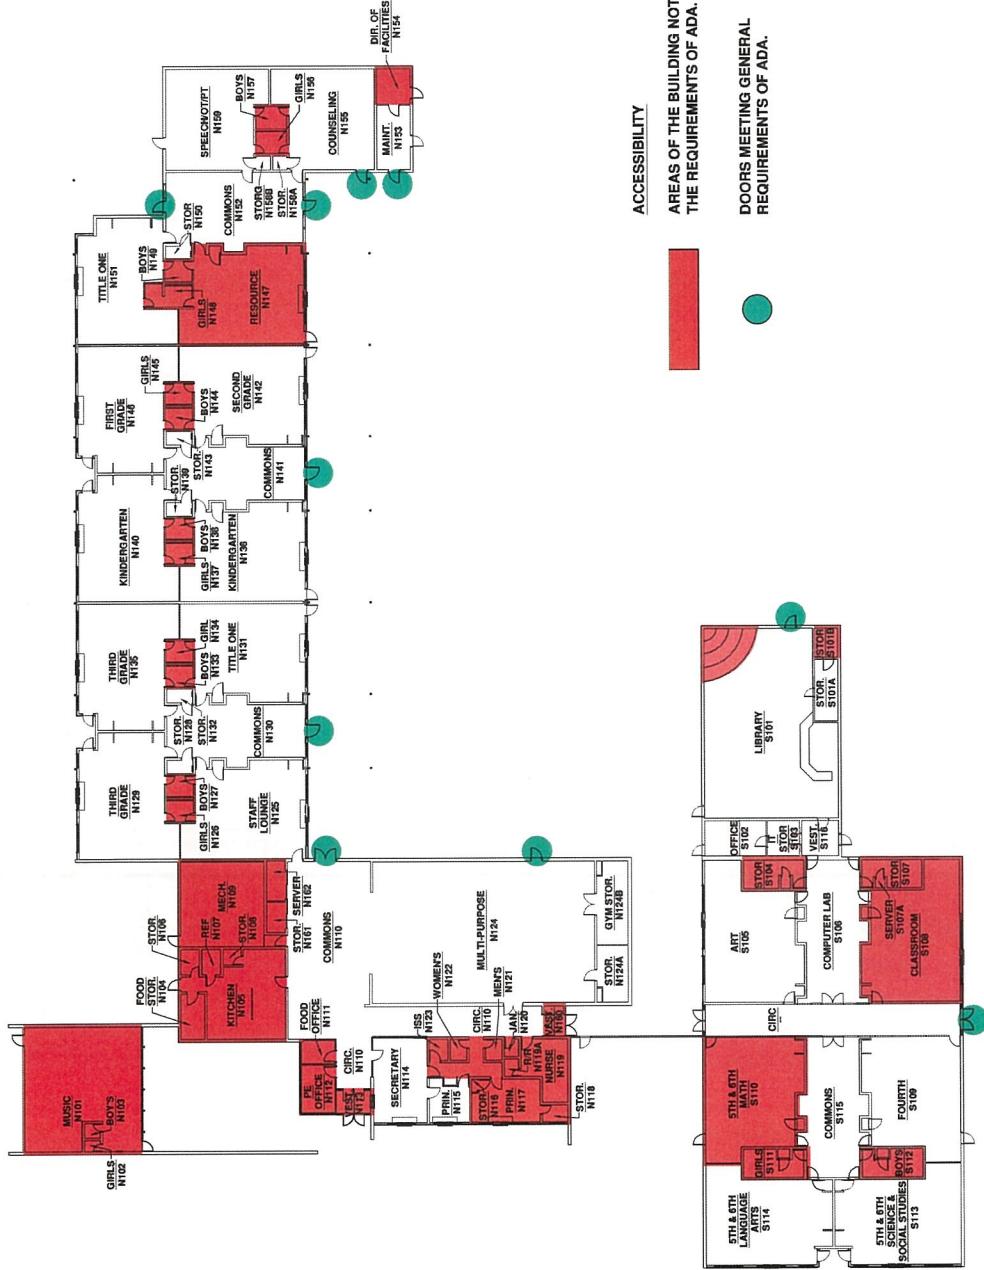 DIR. OF
FACILITIES
N154
SPEECH/OT/PT
N159
BOYS
N157
GIRLS
N156
COUNSELING
N155
MAINT.
N153
STORG
N158B
STOR.
N158A
COMMONS
N152
STOR
N150
TITLE ONE
N151
BOYS
N149
GIRLS
N148
RESOURCE
N147
FIRST
GRADE
N146
GIRLS
N145
BOYS
N144
SECOND
GRADE
N142
STOR.
N143
STOR.
N139
COMMONS
N141
KINDERGARTEN
N140
BOYS
N138
GIRLS
N137
KINDERGARTEN
N136
THIRD
GRADE
N135
GIRL
N134
BOYS
N133
TITLE ONE
N131
STOR.
N128
STOR.
N132
COMMONS
N130
THIRD
GRADE
N129
BOYS
N127
GIRLS
N126
STAFF
LOUNGE
N125
STOR.
N106
REF
N107
MECH.
N109
STOR.
N108
SERVER
N162
STOR.
N161
COMMONS
N110
FOOD
STOR.
N104
KITCHEN
N105
FOOD
OFFICE
N111
MUSIC
N101
BOY'S
N103
GIRLS
N102
PE
OFFICE
N112
CIRC.
N110
VEST.
N113
SECRETARY
N114
ISS
N123
WOMEN'S
N122
CIRC.
N110
MEN'S
N121
JAN.
N120
VEST.
N160
MULTI-PURPOSE
N124
GYM STOR.
N124B
STOR.
N124A
PRIN.
N115
STOR.
N116
PRIN.
N117
R/R
N119A
NURSE
N119
STOR.
N118
LIBRARY
S101
STOR
S101B
STOR.
S101A
OFFICE
S102
IT
STOR
S103
VEST.
S116
ART
S105
STOR
S104
COMPUTER LAB
S106
STOR
S107
SERVER
S107A
CLASSROOM
S108
CIRC
5TH & 6TH
MATH
S110
GIRLS
S111
COMMONS
S115
FOURTH
S109
BOYS
S112
5TH & 6TH
LANGUAGE
ARTS
S114
5TH & 6TH
SCIENCE &
SOCIAL STUDIES
S113
ACCESSIBILITY
AREAS OF THE BUILDING NOT
THE REQUIREMENTS OF ADA.
DOORS MEETING GENERAL
REQUIREMENTS OF ADA.